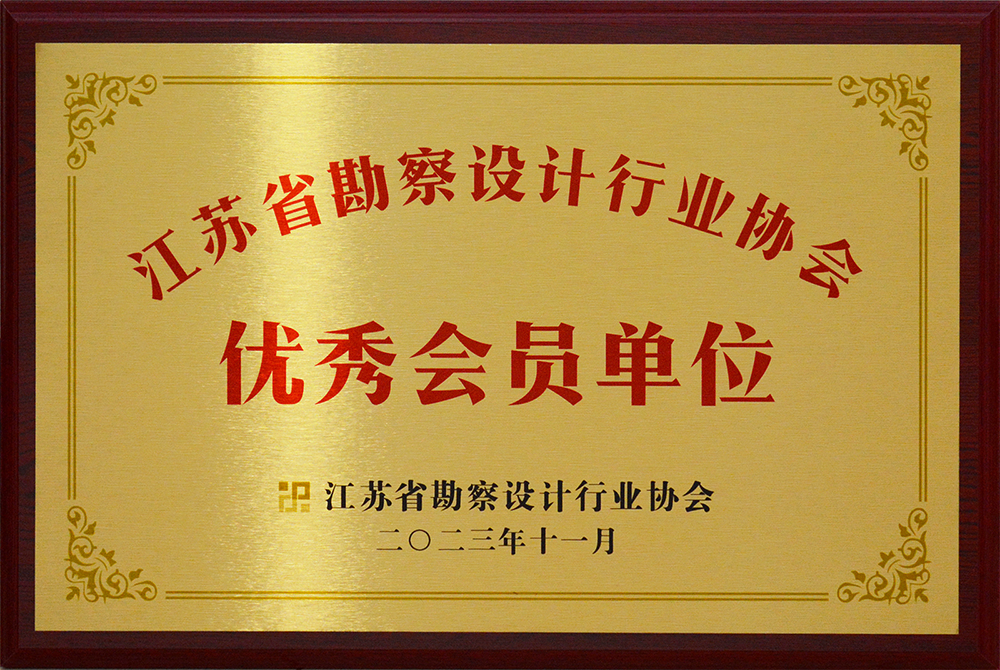 江苏省勘察设计行业协会
优秀会员单位
江苏省勘察设计行业协会
二〇二三年十一月